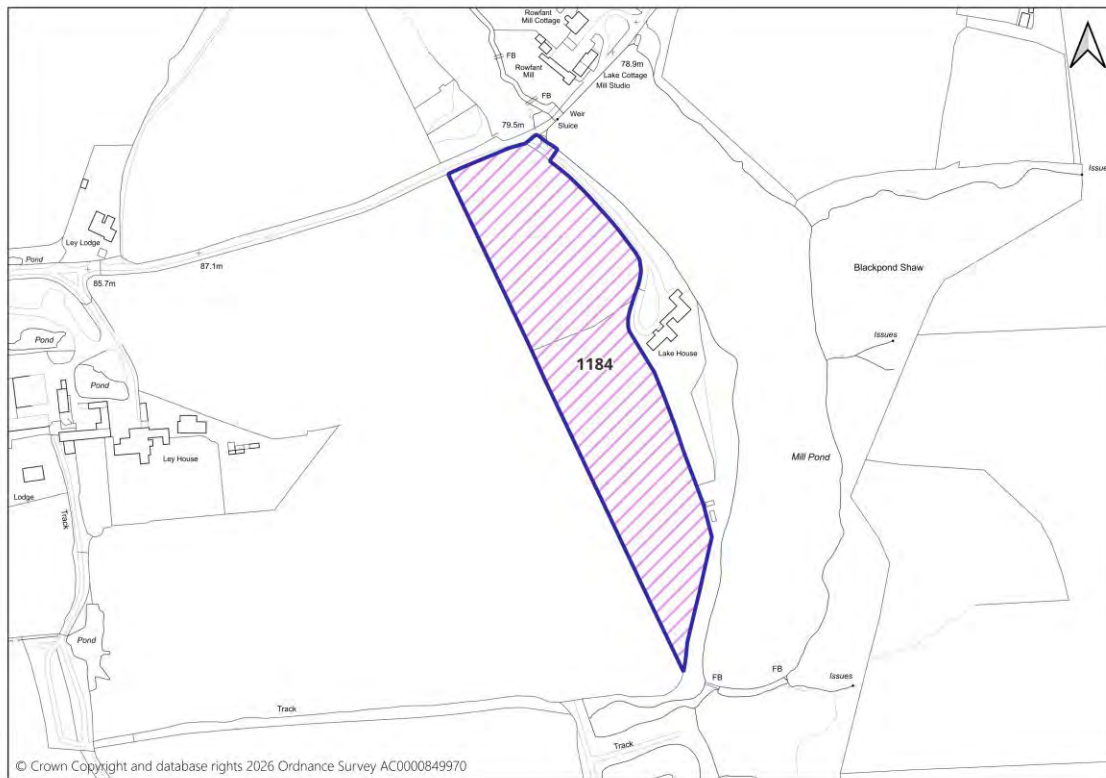 Rowfant
Mill Cottage
FB
Rowfant
Mill
78.9m
Lake Cottage
Mill Studio
FB
Weir
79.5m
Sluice
Issues
Ley Lodge
Pond
87.1m
85.7m
Blackpond Shaw
Pond
Issues
Lake House
1184
Pond
Ley House
Mill Pond
Lodge
Track
Pond
FB
FB
Issues
Track
Track
© Crown Copyright and database rights 2026 Ordnance Survey AC0000849970